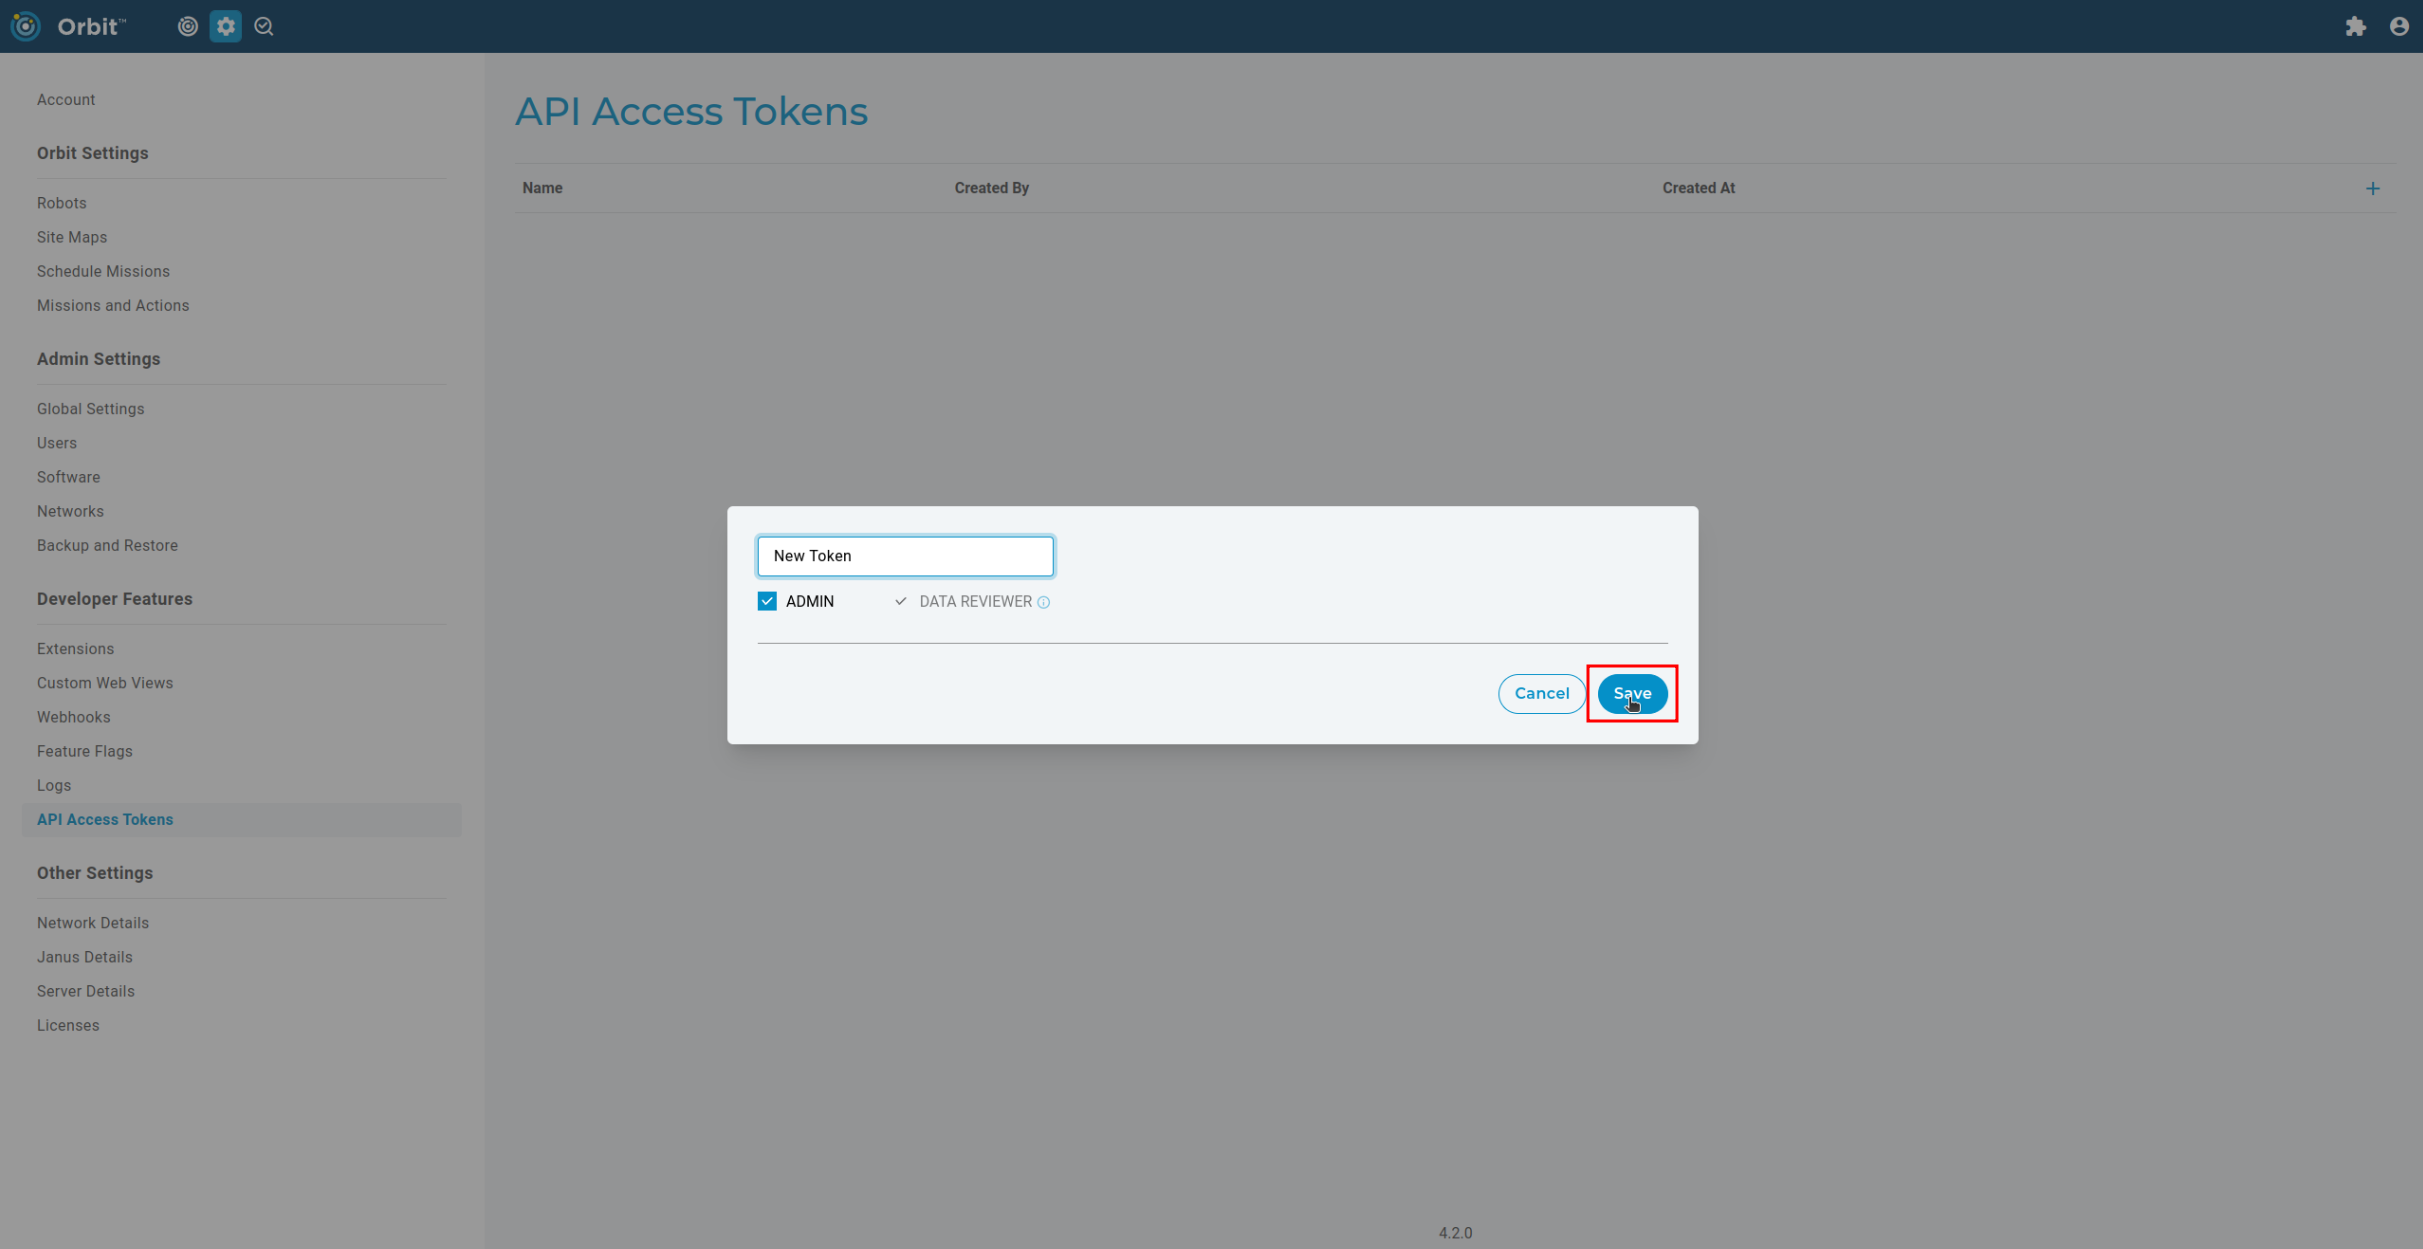 Orbit™
Account
Orbit Settings
Robots
Site Maps
Schedule Missions
Missions and Actions
Admin Settings
Global Settings
Users
Software
Networks
Backup and Restore
Developer Features
Extensions
Custom Web Views
Webhooks
Feature Flags
Logs
API Access Tokens
Other Settings
Network Details
Janus Details
Server Details
Licenses
API Access Tokens
Name Created By Created At +
New Token
ADMIN DATA REVIEWER
Cancel Save
4.2.0